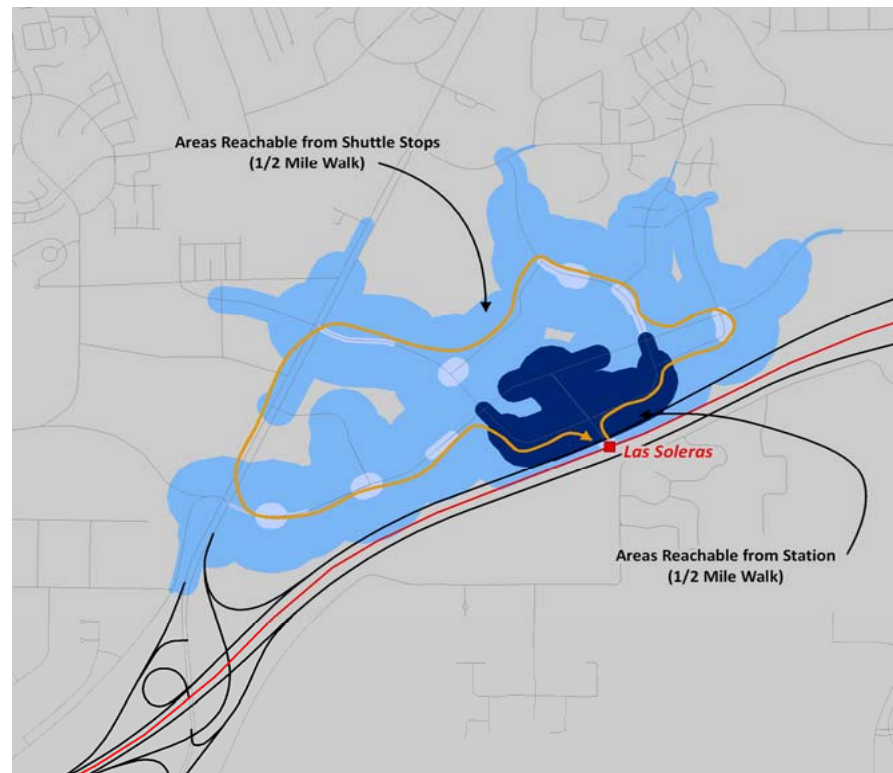 Areas Reachable from Shuttle Stops
(1/2 Mile Walk)
Las Soleras
Areas Reachable from Station
(1/2 Mile Walk)